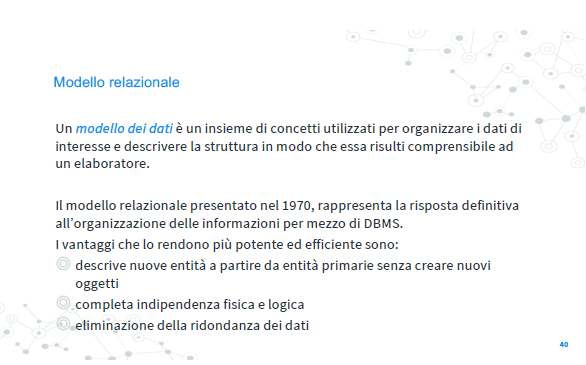 Modello relazionale
Un modello dei dati è un insieme di concetti utilizzati per organizzare i dati di
interesse e descrivere la struttura in modo che essa risulti comprensibile ad
un elaboratore.
Il modello relazionale presentato nel 1970, rappresenta la risposta definitiva
all’organizzazione delle informazioni per mezzo di DBMS.
I vantaggi che lo rendono più potente ed efficiente sono:
descrive nuove entità a partire da entità primarie senza creare nuovi
oggetti
completa indipendenza fisica e logica
eliminazione della ridondanza dei dati
40